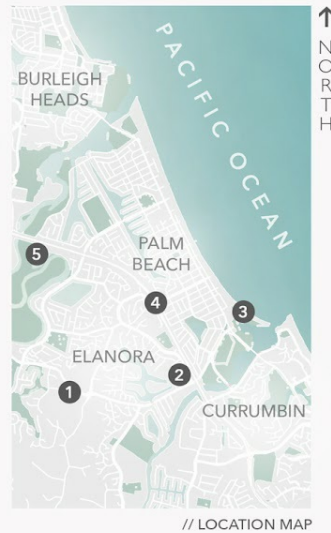 BURLEIGH
HEADS
PACIFIC OCEAN
↑
N
O
R
T
H
PALM
BEACH
5
4
3
ELANORA
2
1
CURRUMBIN
// LOCATION MAP